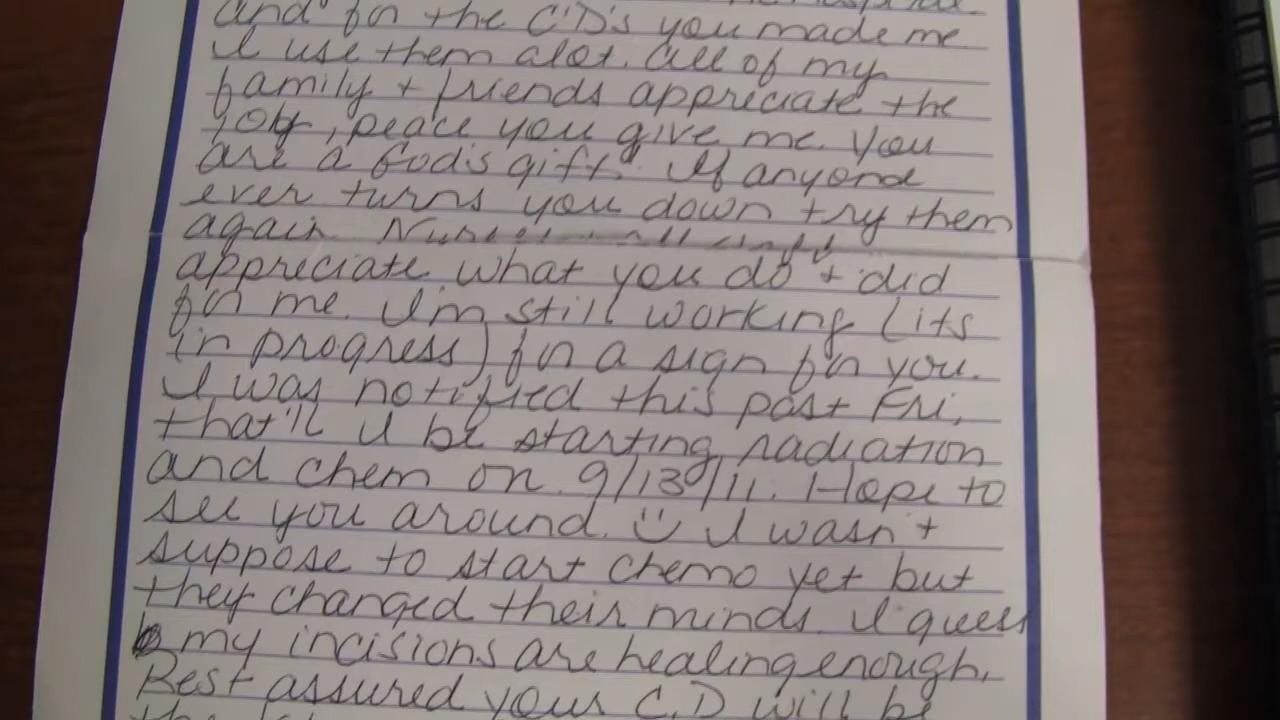 and for the C'D's you made me
I use them alot. All of my
family + friends appreciate the
joy, peace you give me. You
are a God's gift. If anyone
ever turns you down try them
again. Nurses all
appreciate what you do + did
for me. I'm still working (its
in progress) for a sign for you.
I was notified this past Fri,
that'll I be starting radiation
and chem on 9/13/11. Hope to
see you around. I wasn't
suppose to start chemo yet but
they changed their minds. I guess
my incisions are healing enough.
Rest assured your C.D will be